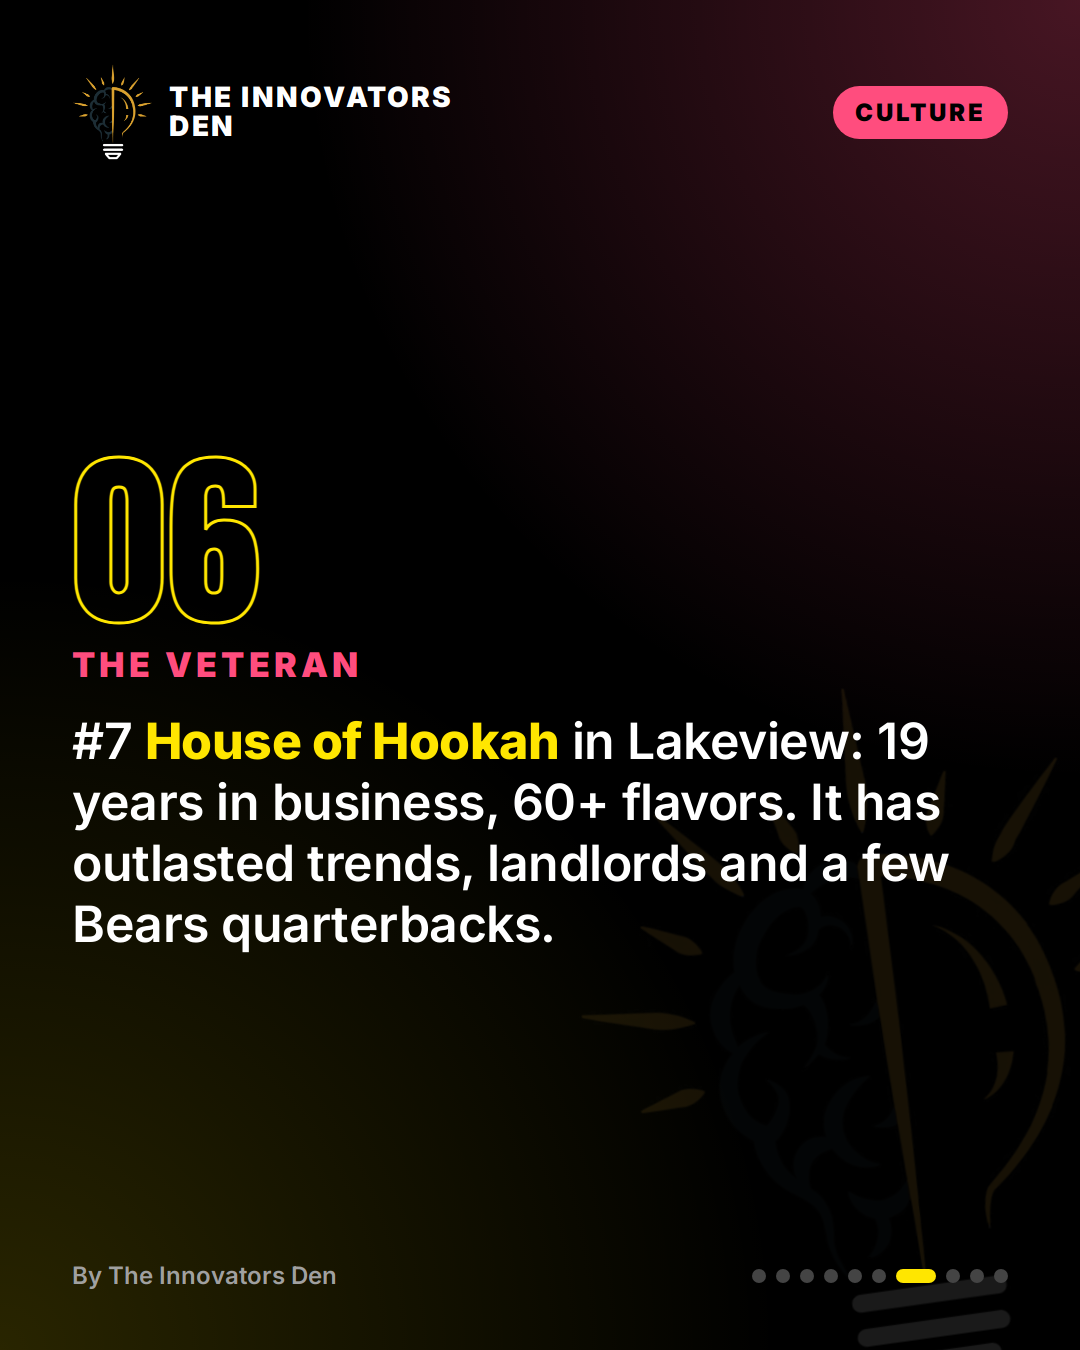 THE INNOVATORS
DEN
CULTURE
06
THE VETERAN
#7 House of Hookah in Lakeview: 19
years in business, 60+ flavors. It has
outlasted trends, landlords and a few
Bears quarterbacks.
By The Innovators Den